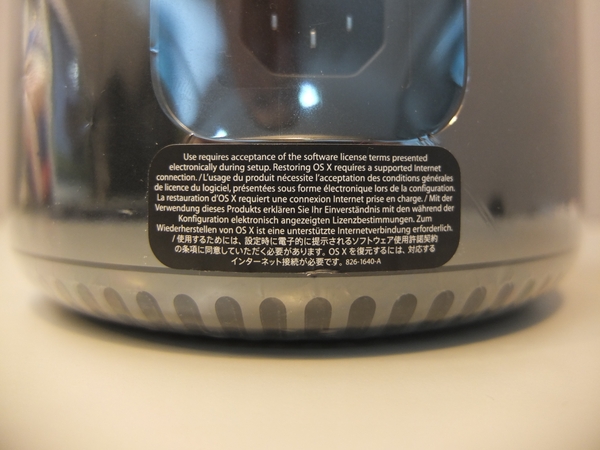 Use requires acceptance of the software license terms presented
electronically during setup. Restoring OS X requires a supported Internet
connection. / L'usage du produit nécessite l'acceptation des conditions générales
de licence du logiciel, présentées sous forme électronique lors de la configuration.
La restauration d'OS X requiert une connexion Internet prise en charge. / Mit der
Verwendung dieses Produkts erklären Sie Ihr Einverständnis mit den während der
Konfiguration elektronisch angezeigten Lizenzbestimmungen. Zum
Wiederherstellen von OS X ist eine unterstützte Internetverbindung erforderlich.
/ 使用するためには、設定時に電子的に提示されるソフトウェア使用許諾契約
の条項に同意していただく必要があります。OS X を復元するには、対応する
インターネット接続が必要です。 826-1640-A